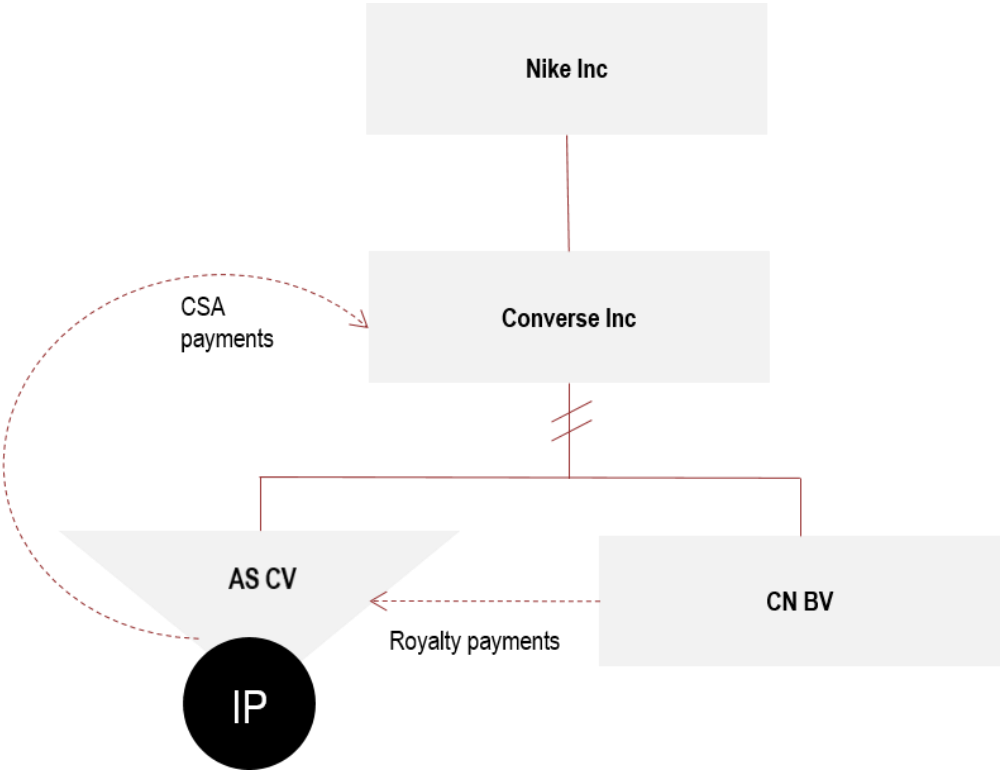 Nike Inc
CSA
payments
Converse Inc
AS CV
CN BV
Royalty payments
IP